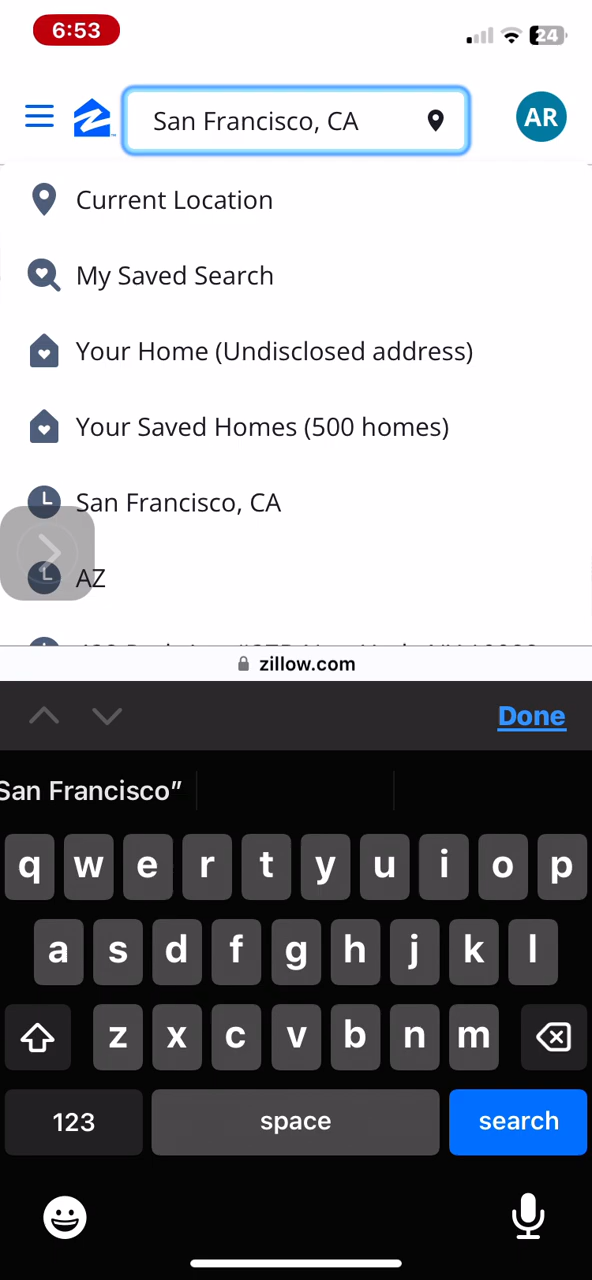 6:53
24
San Francisco, CA
AR
Current Location
My Saved Search
Your Home (Undisclosed address)
Your Saved Homes (500 homes)
San Francisco, CA
AZ
zillow.com
Done
San Francisco”
q w e r t y u i o p
a s d f g h j k l
z x c v b n m
123 space search